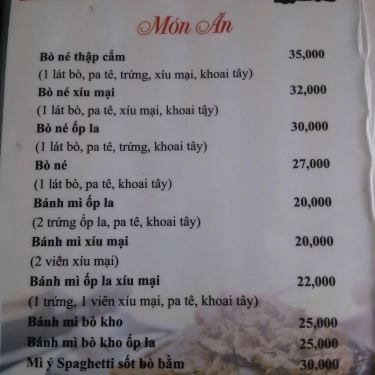 Món Ăn
Bò né thập cẩm 35,000
(1 lát bò, pa tê, trứng, xíu mại, khoai tây)
Bò né xíu mại 32,000
(1 lát bò, pa tê, xíu mại, khoai tây)
Bò né ốp la 30,000
(1 lát bò, pa tê, trứng, khoai tây)
Bò né 27,000
(1 lát bò, pa tê, khoai tây)
Bánh mì ốp la 20,000
(2 trứng ốp la, pa tê, khoai tây)
Bánh mì xíu mại 20,000
(2 viên xíu mại)
Bánh mì ốp la xíu mại 22,000
(1 trứng, 1 viên xíu mại, pa tê, khoai tây)
Bánh mì bò kho 25,000
Bánh mì bò kho ốp la 25,000
Mì ý Spaghetti sốt bò bằm 30,000